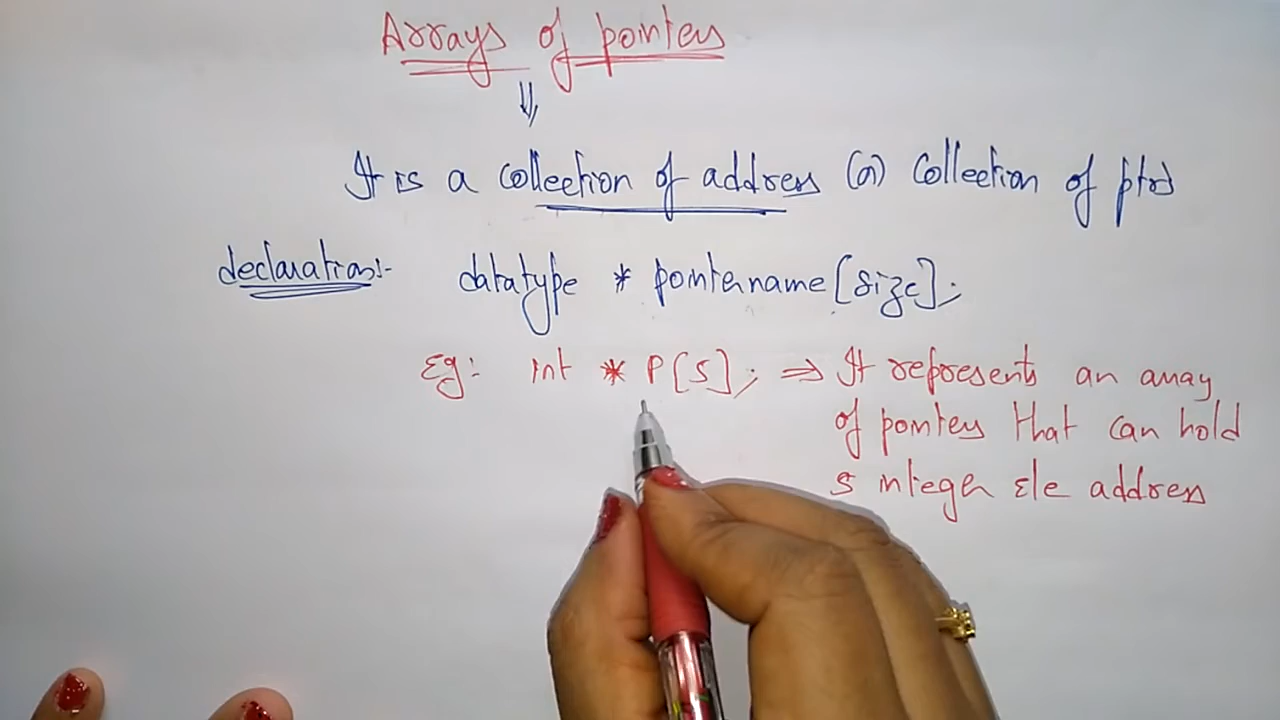 Arrays of pointers
⇓
It is a collection of address (or) collection of ptrs
declaration:- datatype * pointername[size];
Eg: int * P[5]; ⇒ It represents an array
of pointers that can hold
5 integer ele address